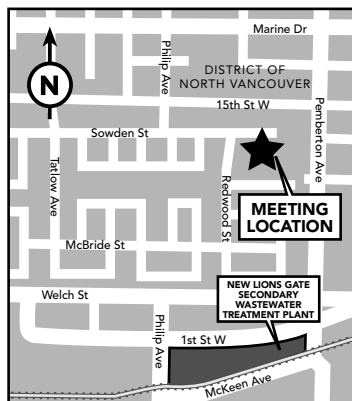 Marine Dr
Philip Ave
DISTRICT OF
NORTH VANCOUVER
N
15th St W
Pemberton Ave
Sowden St
Tatlow Ave
Redwood St
MEETING
LOCATION
McBride St
Welch St
NEW LIONS GATE
SECONDARY
WASTEWATER
TREATMENT PLANT
Philip Ave
1st St W
McKeen Ave